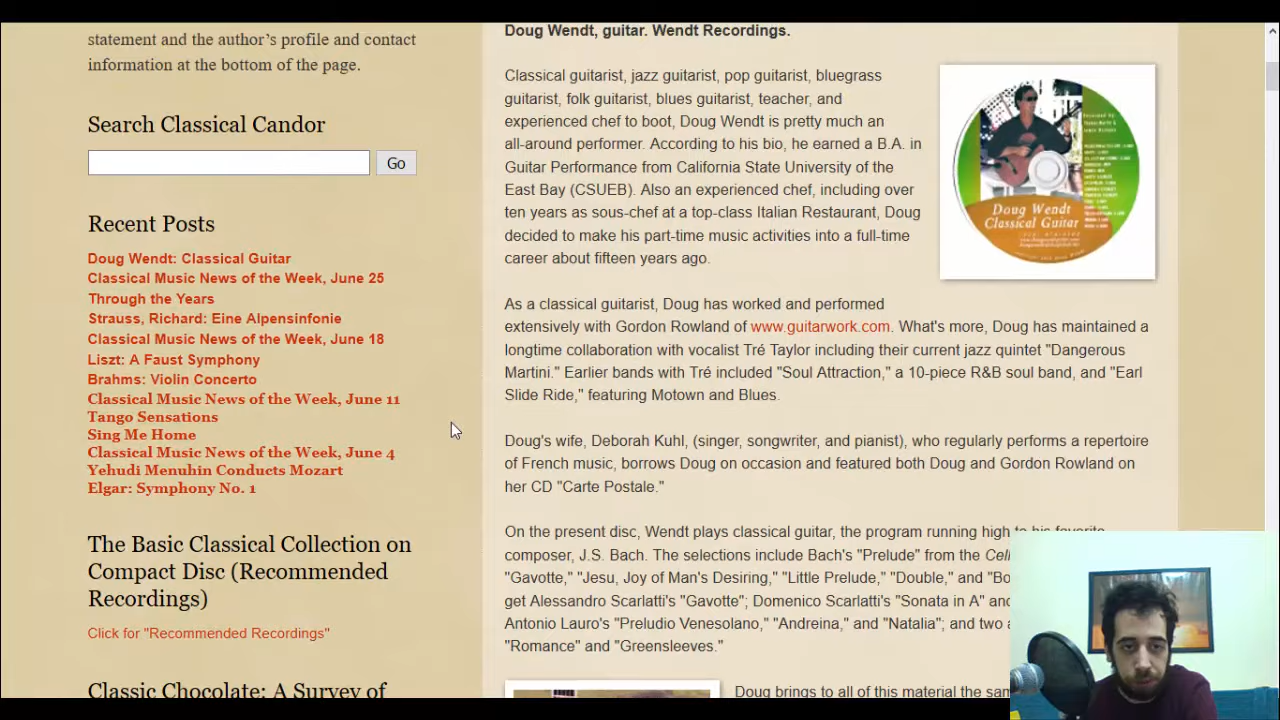 statement and the author's profile and contact
information at the bottom of the page.
Search Classical Candor
Go
Recent Posts
Doug Wendt: Classical Guitar
Classical Music News of the Week, June 25
Through the Years
Strauss, Richard: Eine Alpensinfonie
Classical Music News of the Week, June 18
Liszt: A Faust Symphony
Brahms: Violin Concerto
Classical Music News of the Week, June 11
Tango Sensations
Sing Me Home
Classical Music News of the Week, June 4
Yehudi Menuhin Conducts Mozart
Elgar: Symphony No. 1
The Basic Classical Collection on
Compact Disc (Recommended
Recordings)
Click for "Recommended Recordings"
Classic Chocolate: A Survey of
Doug Wendt, guitar. Wendt Recordings.
Classical guitarist, jazz guitarist, pop guitarist, bluegrass
guitarist, folk guitarist, blues guitarist, teacher, and
experienced chef to boot, Doug Wendt is pretty much an
all-around performer. According to his bio, he earned a B.A. in
Guitar Performance from California State University of the
East Bay (CSUEB). Also an experienced chef, including over
ten years as sous-chef at a top-class Italian Restaurant, Doug
decided to make his part-time music activities into a full-time
career about fifteen years ago.
Doug Wendt
Classical Guitar
As a classical guitarist, Doug has worked and performed
extensively with Gordon Rowland of www.guitarwork.com. What's more, Doug has maintained a
longtime collaboration with vocalist Tré Taylor including their current jazz quintet "Dangerous
Martini." Earlier bands with Tré included "Soul Attraction," a 10-piece R&B soul band, and "Earl
Slide Ride," featuring Motown and Blues.
Doug's wife, Deborah Kuhl, (singer, songwriter, and pianist), who regularly performs a repertoire
of French music, borrows Doug on occasion and featured both Doug and Gordon Rowland on
her CD "Carte Postale."
On the present disc, Wendt plays classical guitar, the program running high to his favorite
composer, J.S. Bach. The selections include Bach's "Prelude" from the
"Gavotte," "Jesu, Joy of Man's Desiring," "Little Prelude," "Double," and
get Alessandro Scarlatti's "Gavotte"; Domenico Scarlatti's "Sonata in A"
Antonio Lauro's "Preludio Venesolano," "Andreina," and "Natalia"; and two
"Romance" and "Greensleeves."
Doug brings to all of this material the